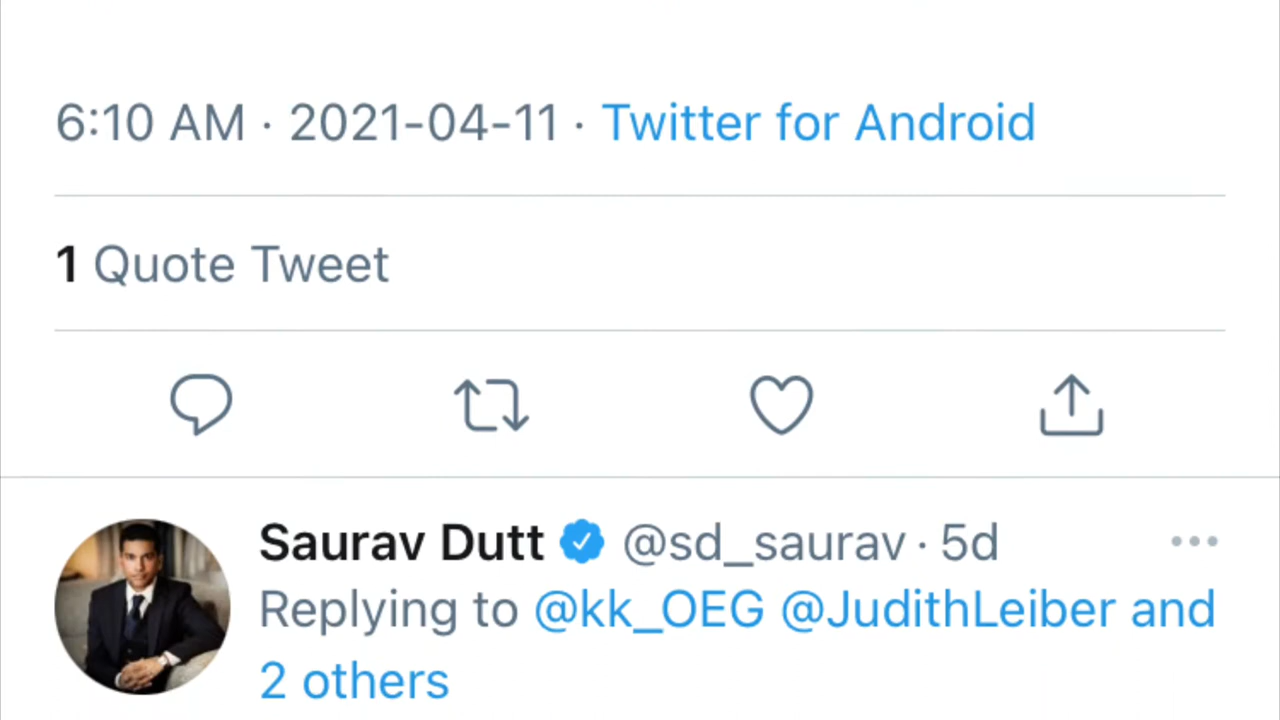 6:10 AM · 2021-04-11 · Twitter for Android
1 Quote Tweet
Saurav Dutt @sd_saurav · 5d
Replying to @kk_OEG @JudithLeiber and
2 others